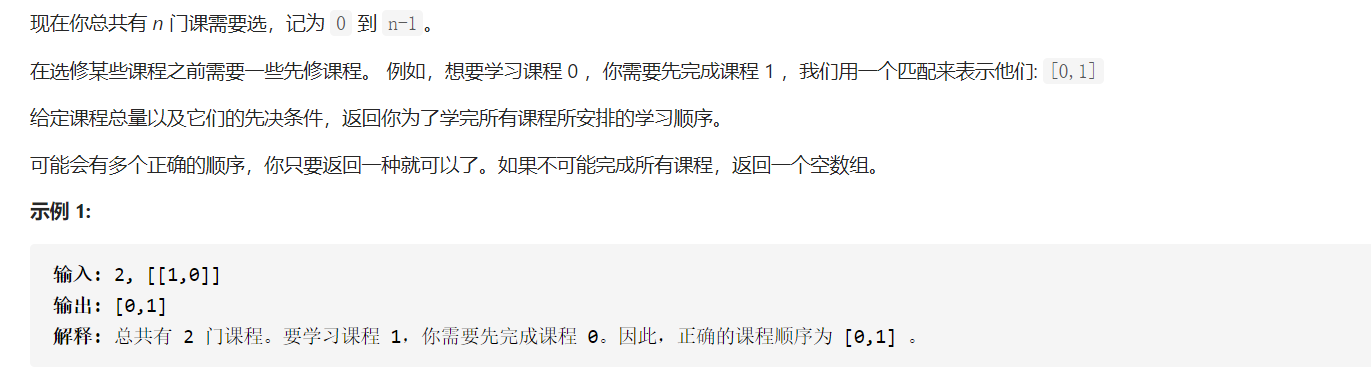 现在你总共有 n 门课需要选，记为 0 到 n-1。
在选修某些课程之前需要一些先修课程。 例如，想要学习课程 0 ，你需要先完成课程 1 ，我们用一个匹配来表示他们: [0,1]
给定课程总量以及它们的先决条件，返回你为了学完所有课程所安排的学习顺序。
可能会有多个正确的顺序，你只要返回一种就可以了。如果不可能完成所有课程，返回一个空数组。
示例 1:
输入: 2, [[1,0]]
输出: [0,1]
解释: 总共有 2 门课程。要学习课程 1，你需要先完成课程 0。因此，正确的课程顺序为 [0,1] 。